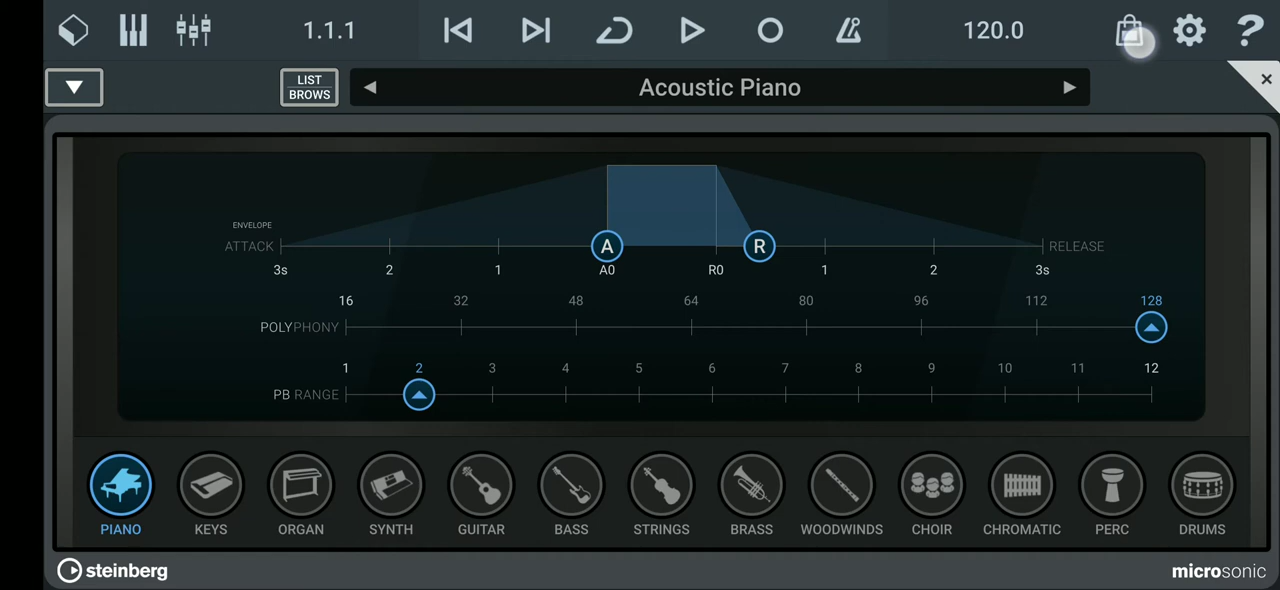 1.1.1
120.0
?
LIST
BROWS
Acoustic Piano
×
ENVELOPE
ATTACK
RELEASE
A
R
3s 2 1 A0 R0 1 2 3s
16 32 48 64 80 96 112 128
POLYPHONY
1 2 3 4 5 6 7 8 9 10 11 12
PB RANGE
PIANO KEYS ORGAN SYNTH GUITAR BASS STRINGS BRASS WOODWINDS CHOIR CHROMATIC PERC DRUMS
steinberg
microsonic